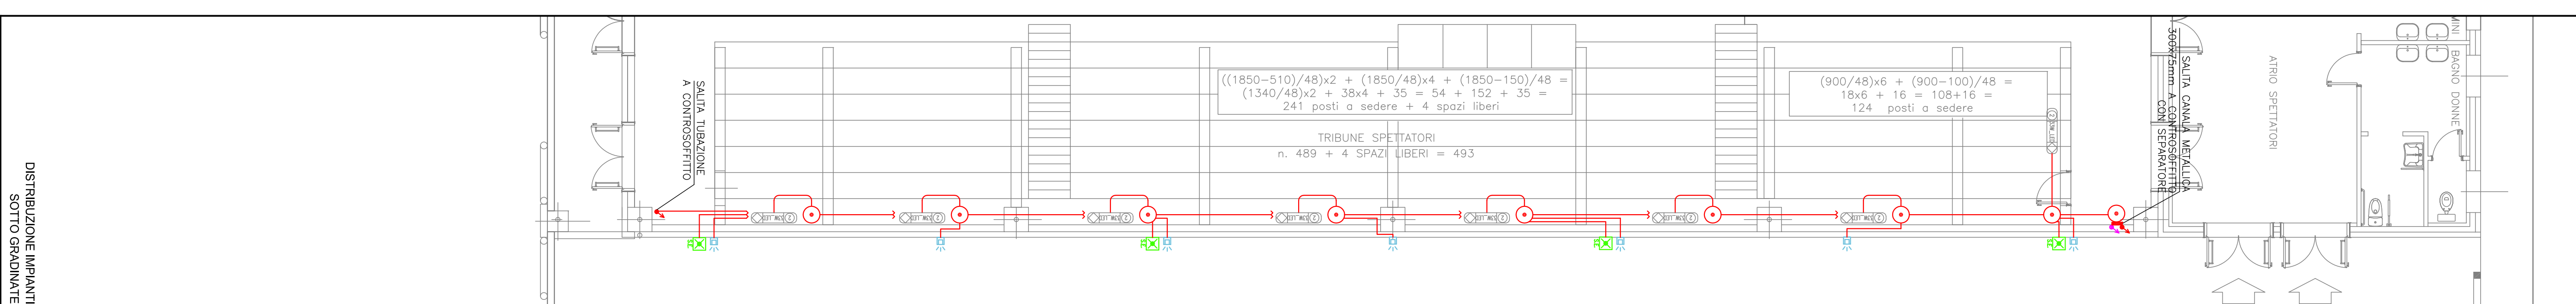 DISTRIBUZIONE IMPIANTI
SOTTO GRADINATE
SALITA TUBAZIONE
A CONTROSOFFITTO
((1850-510)/48)x2 + (1850/48)x4 + (1850-150)/48 =
(1340/48)x2 + 38x4 + 35 = 54 + 152 + 35 =
241 posti a sedere + 4 spazi liberi
TRIBUNE SPETTATORI
n. 489 + 4 SPAZI LIBERI = 493
(900/48)x6 + (900-100)/48 =
18x6 + 16 = 108+16 =
124 posti a sedere
SALITA CANALA METALLICA
300x75mm A CONTROSOFFITTO
CON SEPARATORE
ATRIO SPETTATORI
MINI
BAGNO DONNE